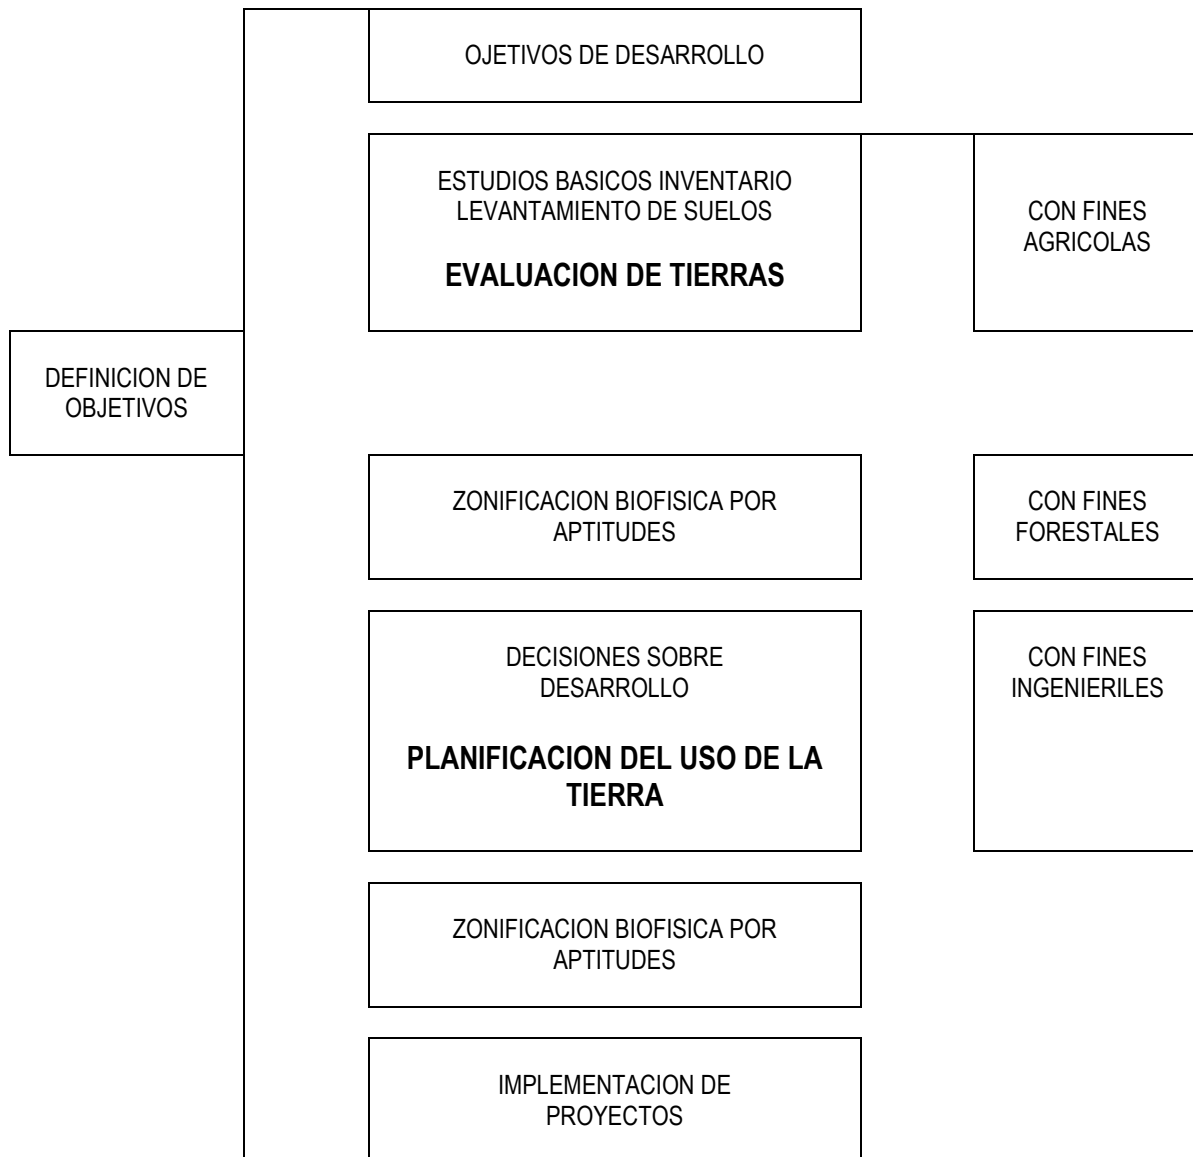 OJETIVOS DE DESARROLLO
ESTUDIOS BASICOS INVENTARIO
LEVANTAMIENTO DE SUELOS
EVALUACION DE TIERRAS
CON FINES
AGRICOLAS
DEFINICION DE
OBJETIVOS
ZONIFICACION BIOFISICA POR
APTITUDES
CON FINES
FORESTALES
DECISIONES SOBRE
DESARROLLO
PLANIFICACION DEL USO DE LA
TIERRA
CON FINES
INGENIERILES
ZONIFICACION BIOFISICA POR
APTITUDES
IMPLEMENTACION DE
PROYECTOS